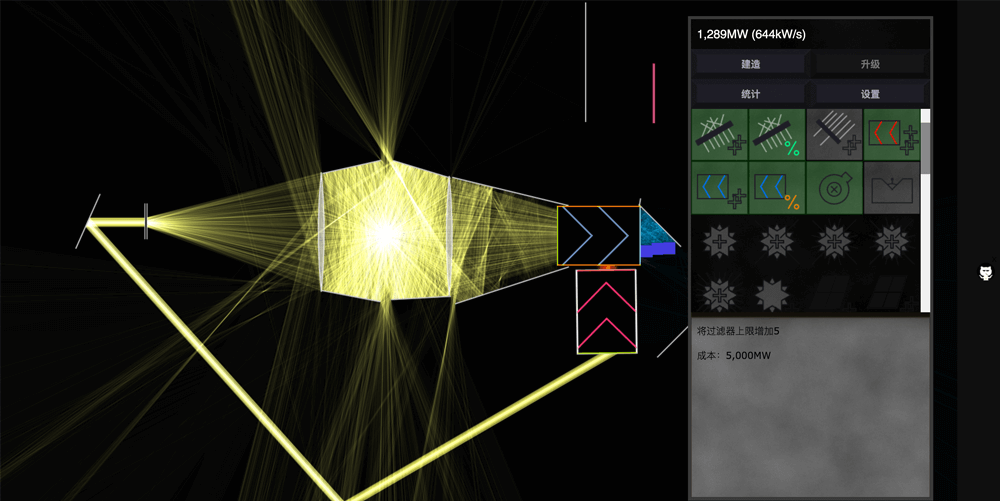 1,289MW (644kW/s)
建造
升级
统计
设置
%
%
将过滤器上限增加5
成本：5,000MW